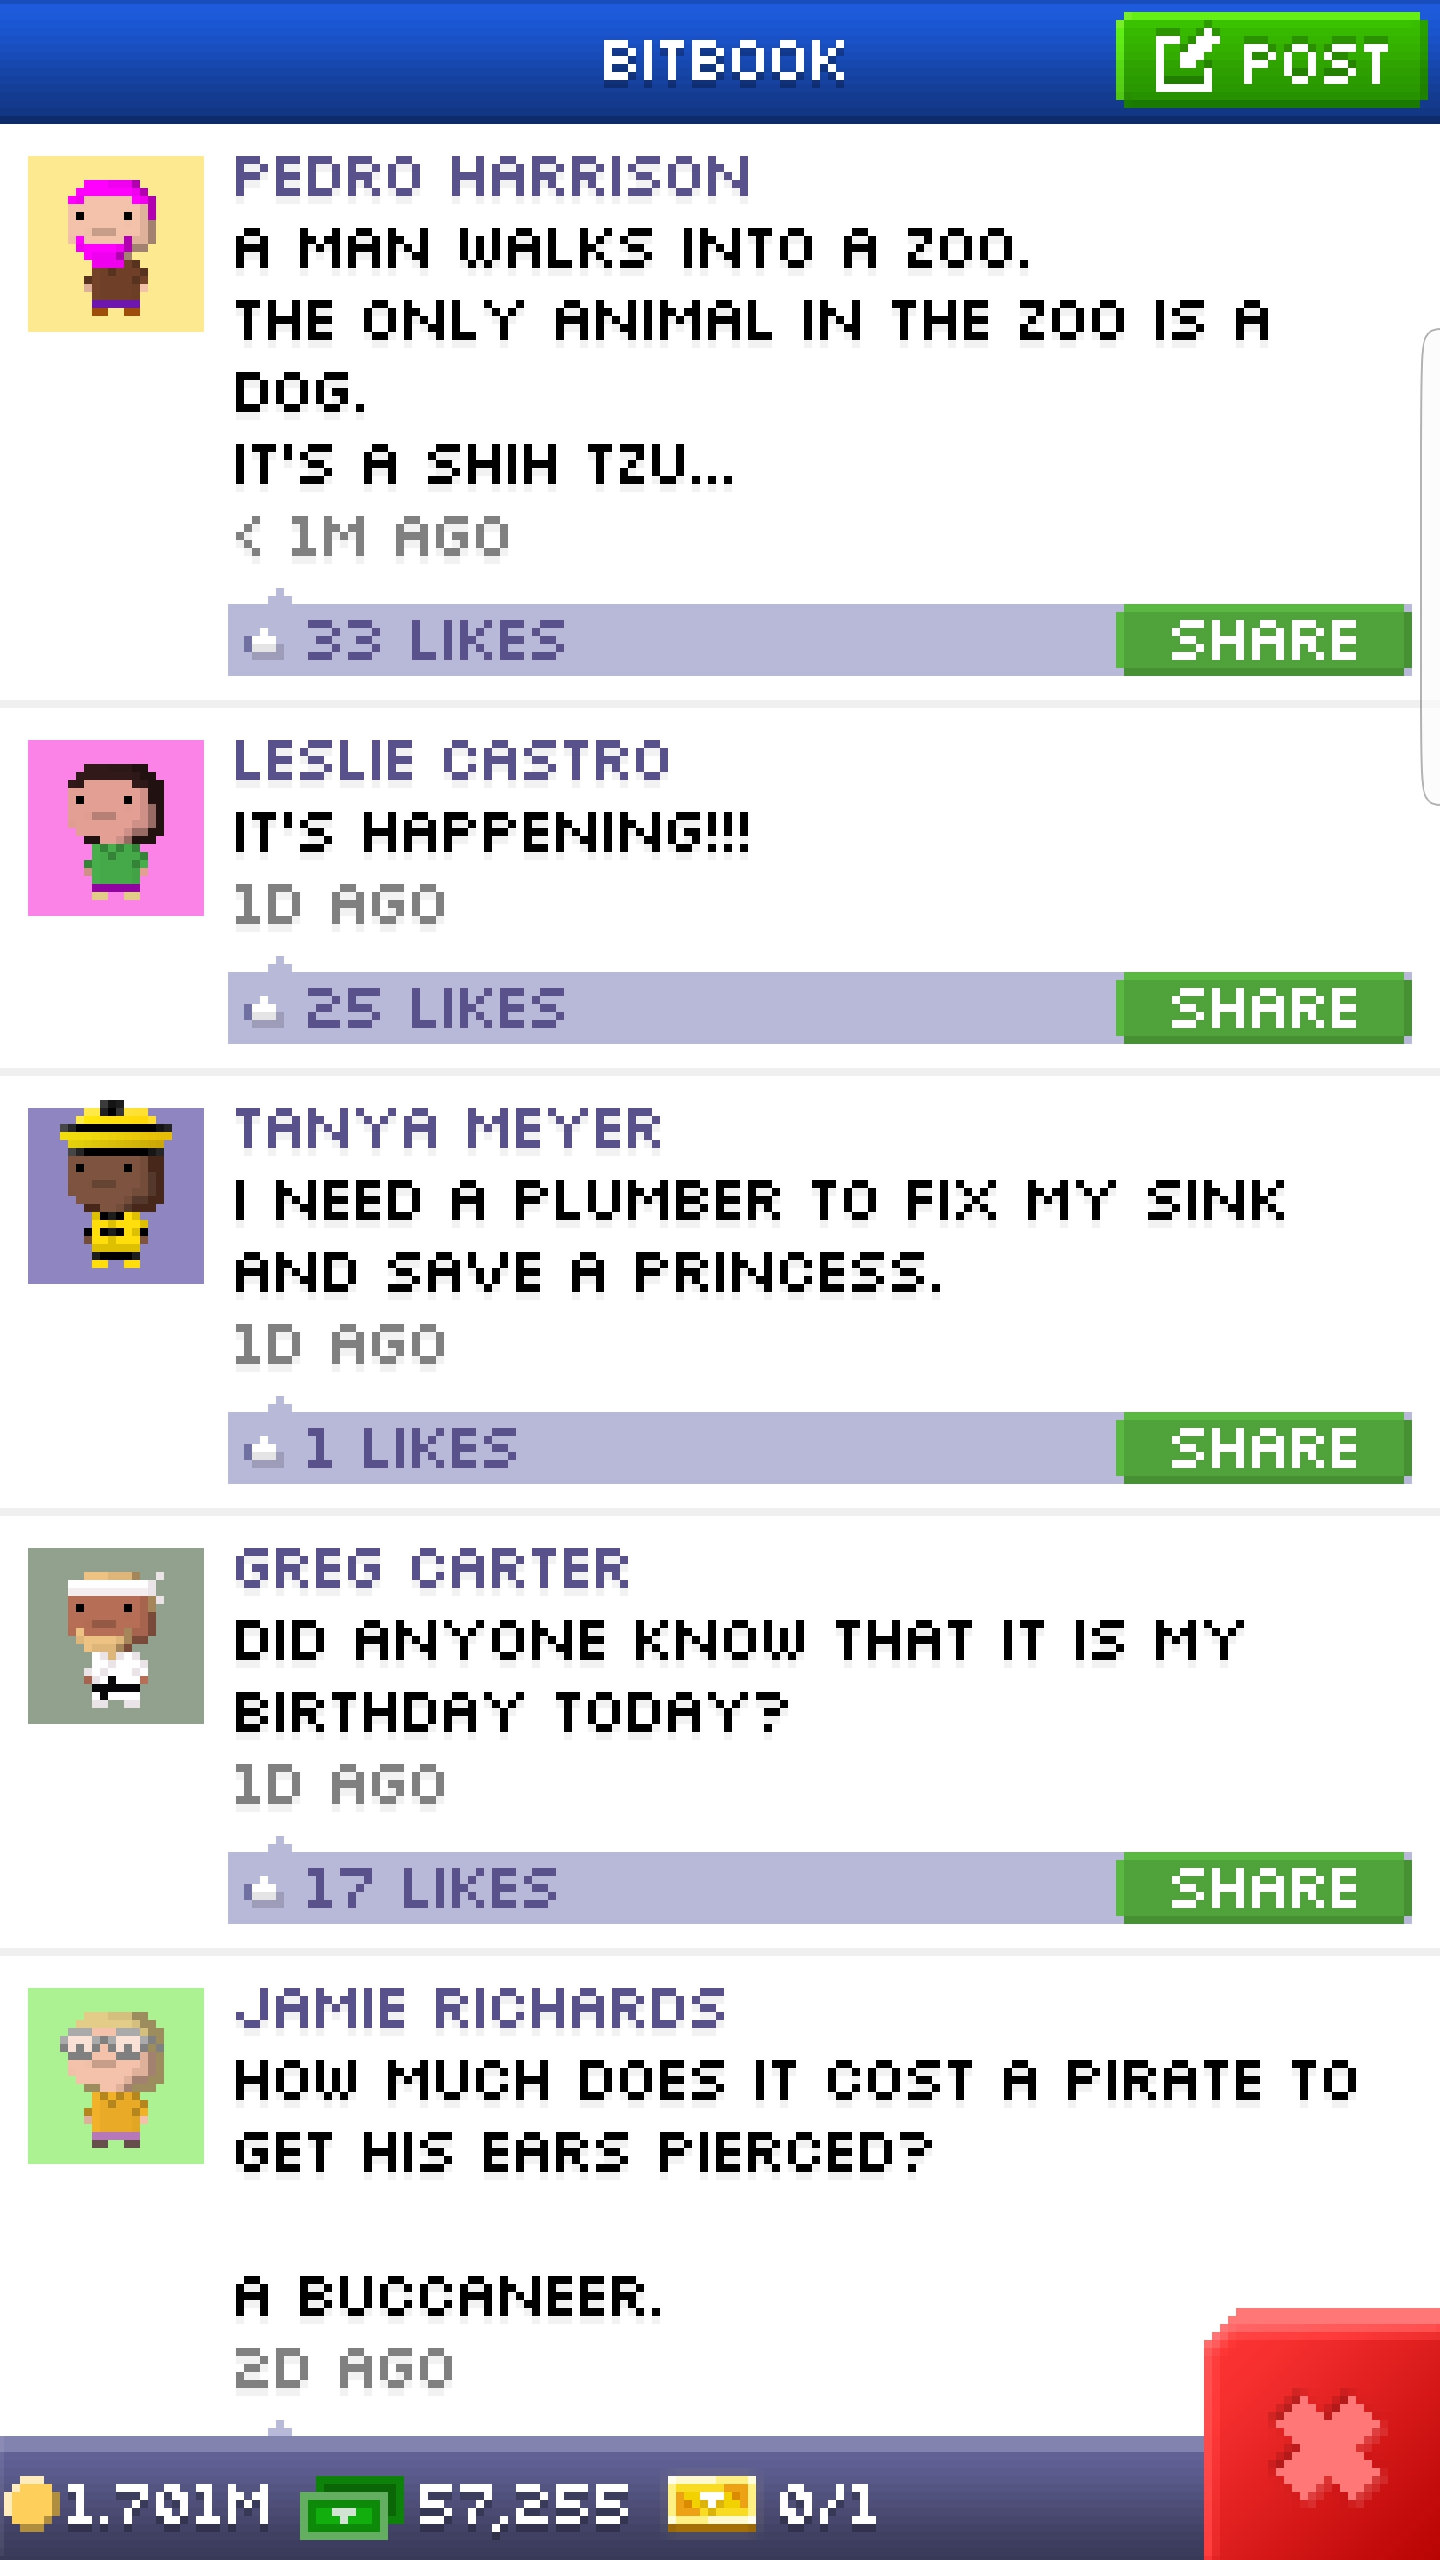 BITBOOK
POST
PEDRO HARRISON
A MAN WALKS INTO A ZOO.
THE ONLY ANIMAL IN THE ZOO IS A
DOG.
IT'S A SHIH TZU...
< 1M AGO
33 LIKES
SHARE
LESLIE CASTRO
IT'S HAPPENING!!!
1D AGO
25 LIKES
SHARE
TANYA MEYER
I NEED A PLUMBER TO FIX MY SINK
AND SAVE A PRINCESS.
1D AGO
1 LIKES
SHARE
GREG CARTER
DID ANYONE KNOW THAT IT IS MY
BIRTHDAY TODAY?
1D AGO
17 LIKES
SHARE
JAMIE RICHARDS
HOW MUCH DOES IT COST A PIRATE TO
GET HIS EARS PIERCED?
A BUCCANEER.
2D AGO
1.701M
57,255
0/1